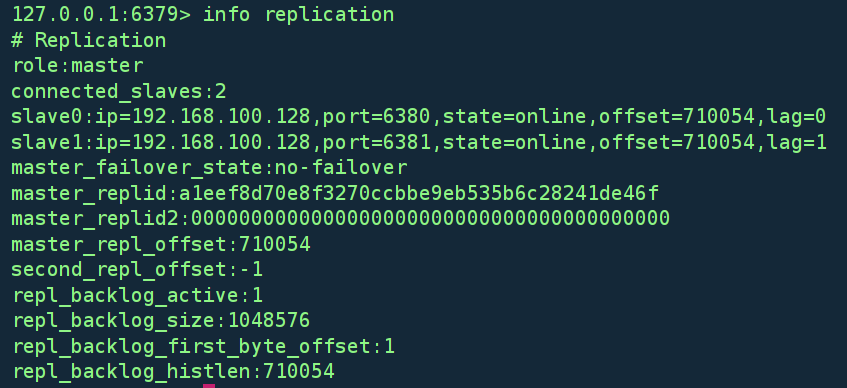 127.0.0.1:6379> info replication
# Replication
role:master
connected_slaves:2
slave0:ip=192.168.100.128,port=6380,state=online,offset=710054,lag=0
slave1:ip=192.168.100.128,port=6381,state=online,offset=710054,lag=1
master_failover_state:no-failover
master_replid:a1eef8d70e8f3270ccbbe9eb535b6c28241de46f
master_replid2:0000000000000000000000000000000000000000
master_repl_offset:710054
second_repl_offset:-1
repl_backlog_active:1
repl_backlog_size:1048576
repl_backlog_first_byte_offset:1
repl_backlog_histlen:710054